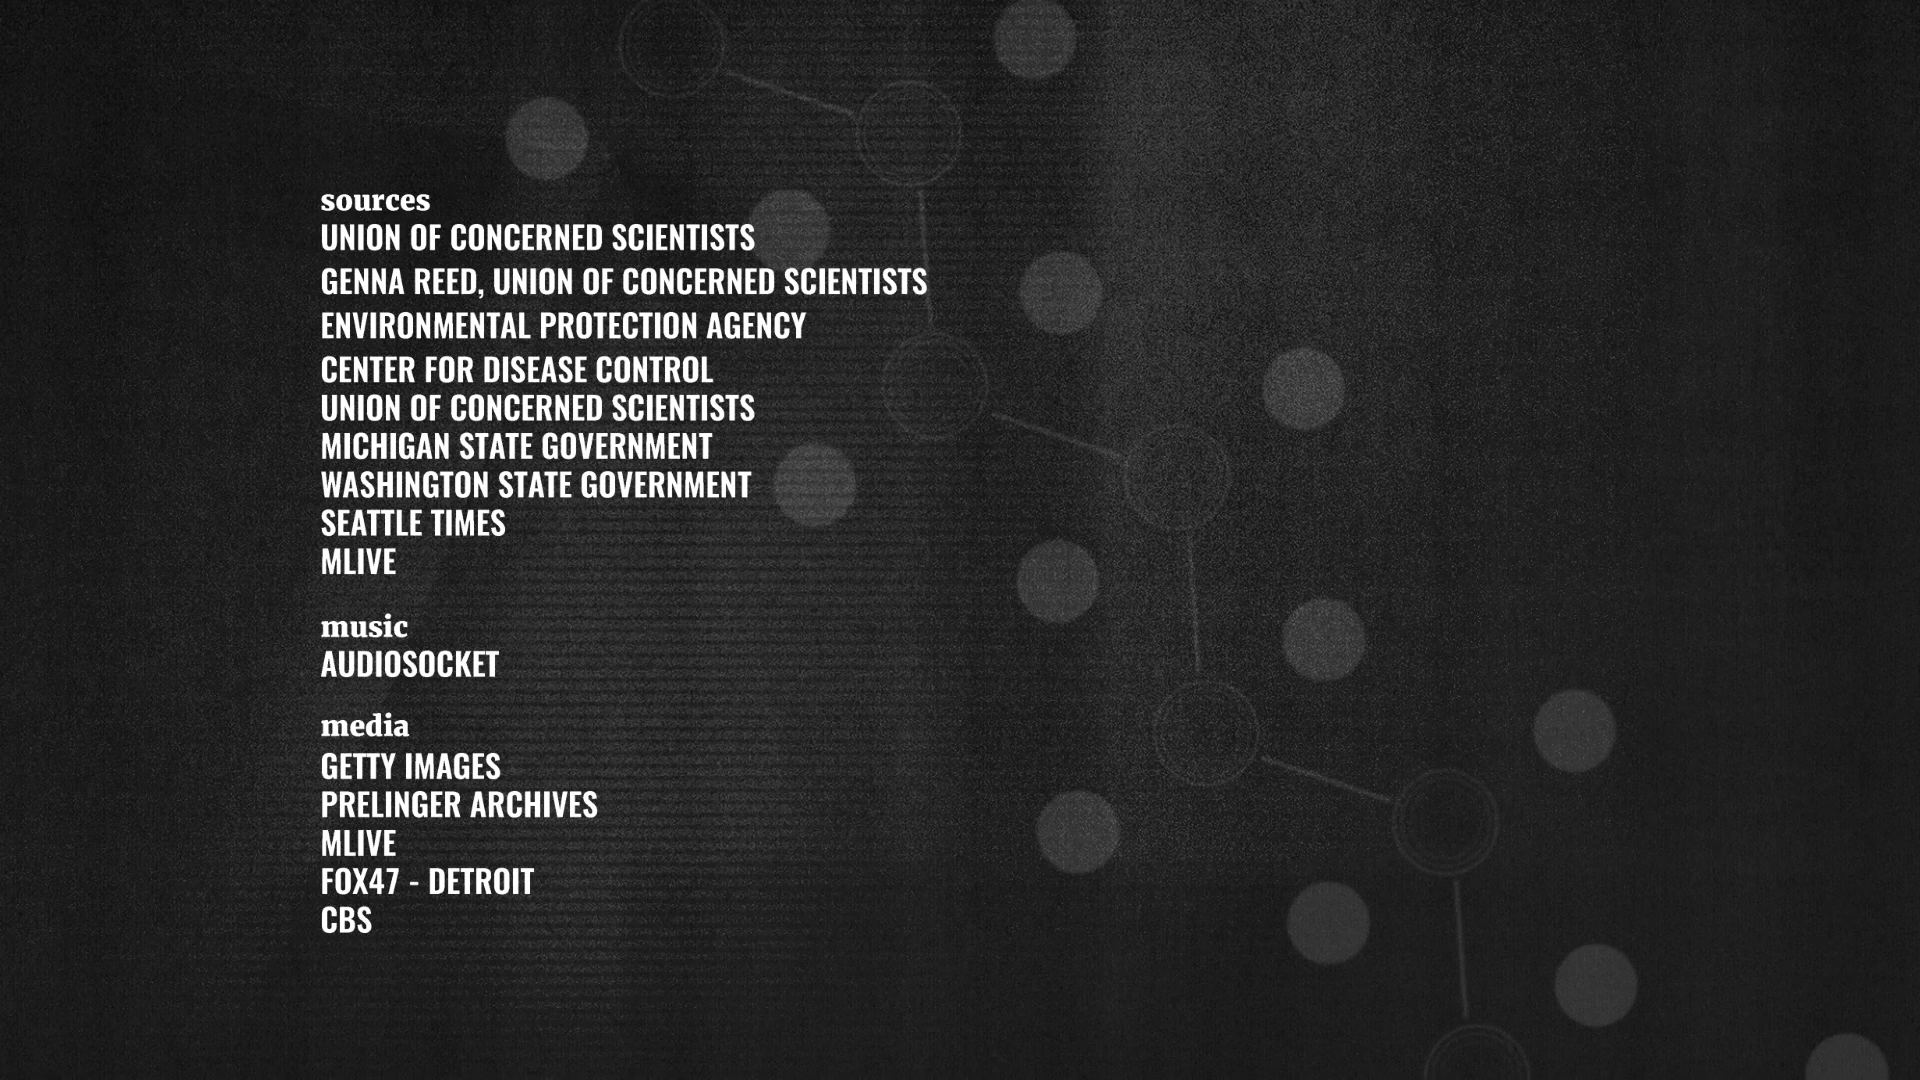 sources
UNION OF CONCERNED SCIENTISTS
GENNA REED, UNION OF CONCERNED SCIENTISTS
ENVIRONMENTAL PROTECTION AGENCY
CENTER FOR DISEASE CONTROL
UNION OF CONCERNED SCIENTISTS
MICHIGAN STATE GOVERNMENT
WASHINGTON STATE GOVERNMENT
SEATTLE TIMES
MLIVE
music
AUDIOSOCKET
media
GETTY IMAGES
PRELINGER ARCHIVES
MLIVE
FOX47 - DETROIT
CBS